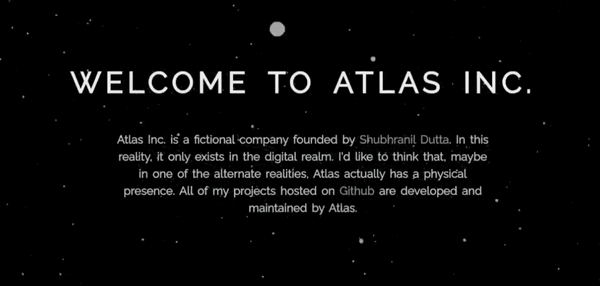 WELCOME TO ATLAS INC.
Atlas Inc. is a fictional company founded by Shubhranil Dutta. In this
reality, it only exists in the digital realm. I'd like to think that, maybe
in one of the alternate realities, Atlas actually has a physical
presence. All of my projects hosted on Github are developed and
maintained by Atlas.